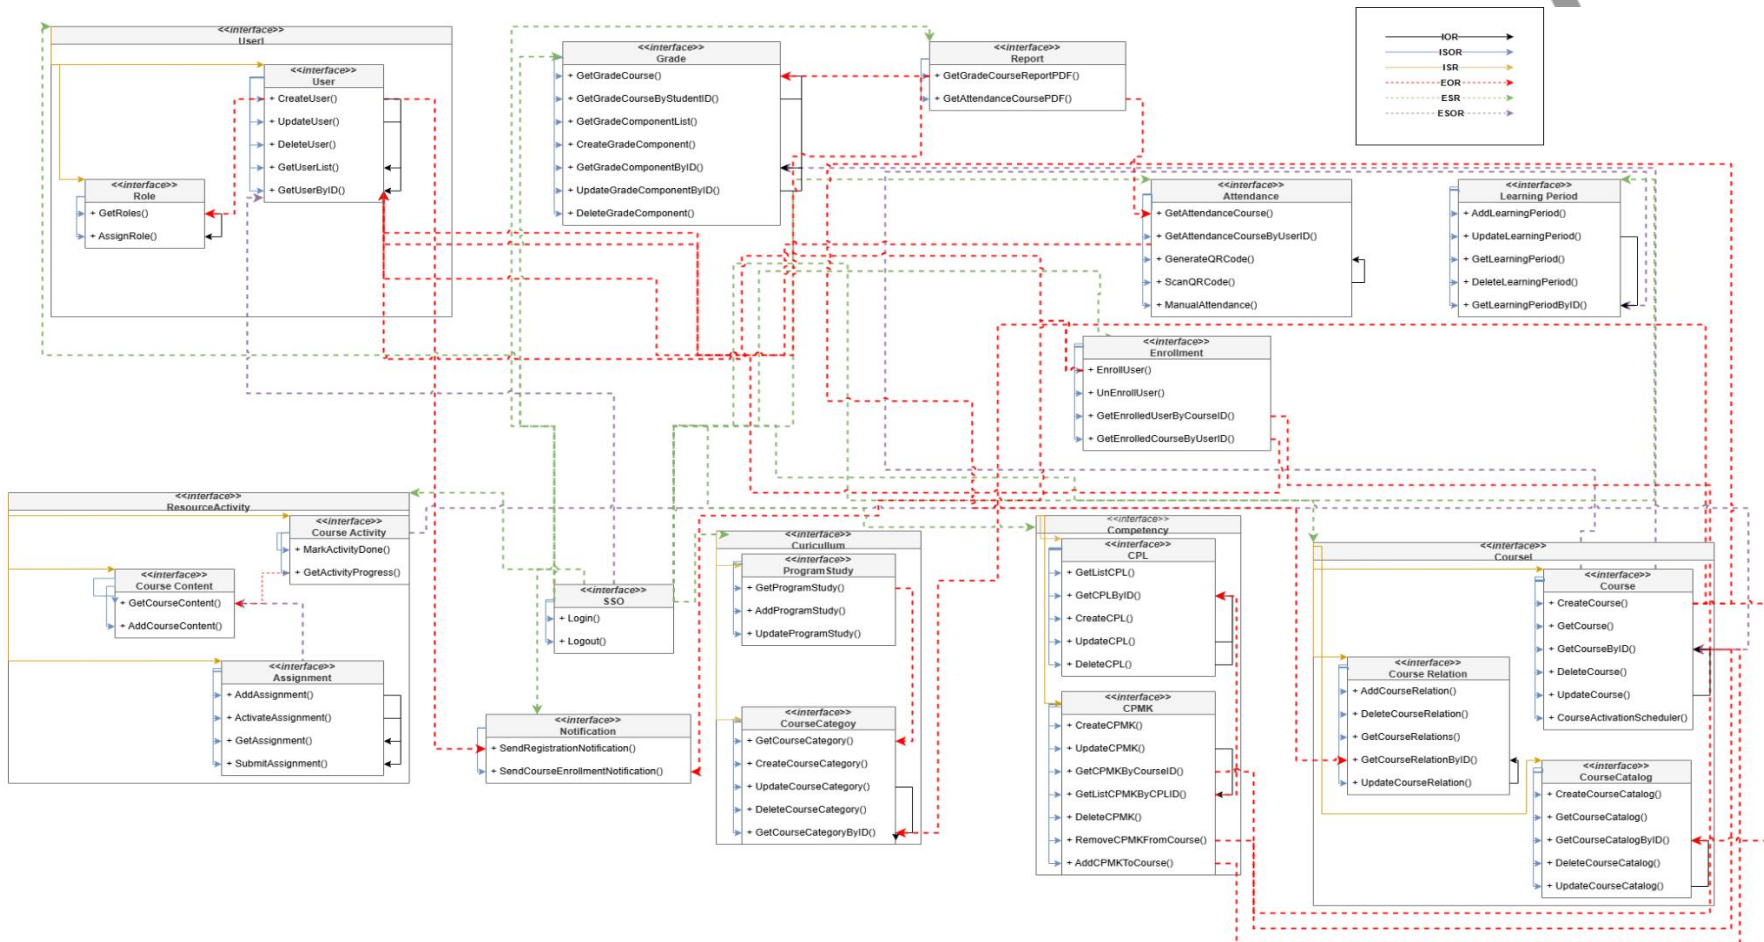 <<interface>>
UserI
<<interface>>
User
+ CreateUser()
+ UpdateUser()
+ DeleteUser()
+ GetUserList()
+ GetUserByID()
<<interface>>
Role
+ GetRoles()
+ AssignRole()
<<interface>>
Grade
+ GetGradeCourse()
+ GetGradeCourseByStudentID()
+ GetGradeComponentList()
+ CreateGradeComponent()
+ GetGradeComponentByID()
+ UpdateGradeComponentByID()
+ DeleteGradeComponent()
<<interface>>
Report
+ GetGradeCourseReportPDF()
+ GetAttendanceCoursePDF()
IOR
ISOR
ISR
EOR
ESR
ESOR
<<interface>>
Attendance
+ GetAttendanceCourse()
+ GetAttendanceCourseByUserID()
+ GenerateQRCode()
+ ScanQRCode()
+ ManualAttendance()
<<interface>>
Learning Period
+ AddLearningPeriod()
+ UpdateLearningPeriod()
+ GetLearningPeriod()
+ DeleteLearningPeriod()
+ GetLearningPeriodByID()
<<interface>>
Enrollment
+ EnrollUser()
+ UnEnrollUser()
+ GetEnrolledUserByCourseID()
+ GetEnrolledCourseByUserID()
<<interface>>
ResourceActivity
<<interface>>
Course Activity
+ MarkActivityDone()
+ GetActivityProgress()
<<interface>>
Course Content
+ GetCourseContent()
+ AddCourseContent()
<<interface>>
Assignment
+ AddAssignment()
+ ActivateAssignment()
+ GetAssignment()
+ SubmitAssignment()
<<interface>>
SSO
+ Login()
+ Logout()
<<interface>>
Notification
+ SendRegistrationNotification()
+ SendCourseEnrollmentNotification()
<<interface>>
Curicullum
<<interface>>
ProgramStudy
+ GetProgramStudy()
+ AddProgramStudy()
+ UpdateProgramStudy()
<<interface>>
CourseCategoy
+ GetCourseCategory()
+ CreateCourseCategory()
+ UpdateCourseCategory()
+ DeleteCourseCategory()
+ GetCourseCategoryByID()
<<interface>>
Competency
<<interface>>
CPL
+ GetListCPL()
+ GetCPLByID()
+ CreateCPL()
+ UpdateCPL()
+ DeleteCPL()
<<interface>>
CPMK
+ CreateCPMK()
+ UpdateCPMK()
+ GetCPMKByCourseID()
+ GetListCPMKByCPLID()
+ DeleteCPMK()
+ RemoveCPMKFromCourse()
+ AddCPMKToCourse()
<<interface>>
CourseI
<<interface>>
Course
+ CreateCourse()
+ GetCourse()
+ GetCourseByID()
+ DeleteCourse()
+ UpdateCourse()
+ CourseActivationScheduler()
<<interface>>
Course Relation
+ AddCourseRelation()
+ DeleteCourseRelation()
+ GetCourseRelations()
+ GetCourseRelationByID()
+ UpdateCourseRelation()
<<interface>>
CourseCatalog
+ CreateCourseCatalog()
+ GetCourseCatalog()
+ GetCourseCatalogByID()
+ DeleteCourseCatalog()
+ UpdateCourseCatalog()